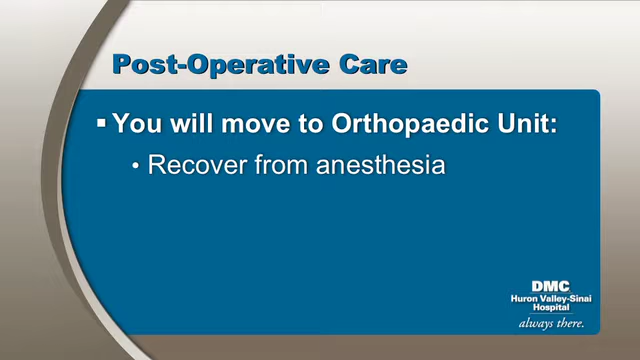 Post-Operative Care
▪ You will move to Orthopaedic Unit:
• Recover from anesthesia
DMC
Huron Valley-Sinai
Hospital
always there.